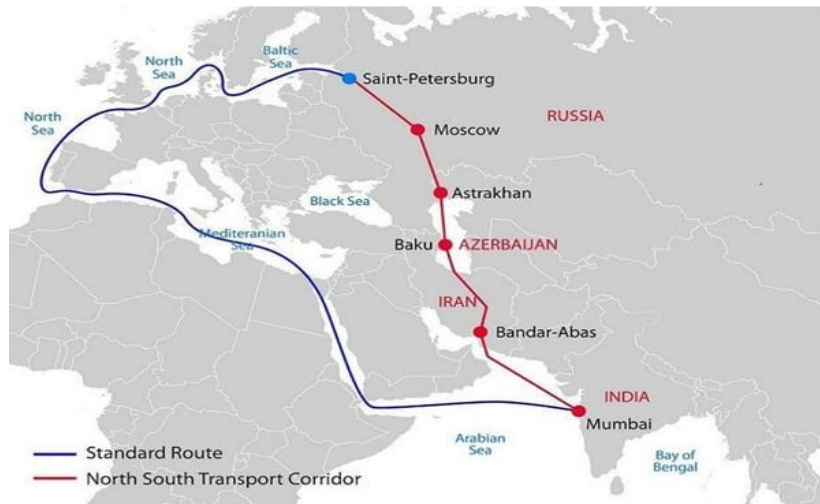 Baltic
Sea
North
Sea
Saint-Petersburg
North
Sea
Moscow
RUSSIA
Astrakhan
Black Sea
Mediteranian
Sea
Baku
AZERBAIJAN
IRAN
Bandar-Abas
INDIA
Mumbai
Arabian
Sea
Bay of
Bengal
Standard Route
North South Transport Corridor